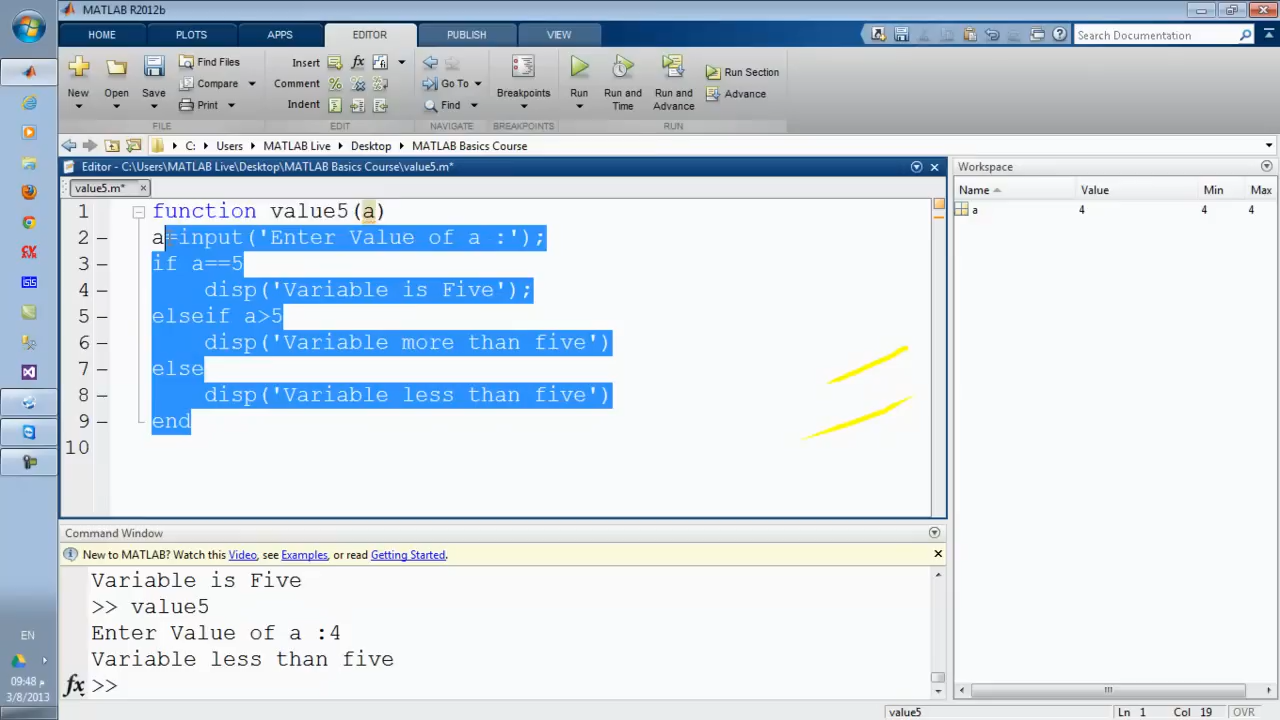 MATLAB R2012b
HOME PLOTS APPS EDITOR PUBLISH VIEW
Search Documentation
New Open Save Find Files Compare Print Insert Comment Indent Go To Find Breakpoints Run Run and Time Run and Advance Run Section Advance
FILE EDIT NAVIGATE BREAKPOINTS RUN
C: Users MATLAB Live Desktop MATLAB Basics Course
Editor - C:\Users\MATLAB Live\Desktop\MATLAB Basics Course\value5.m*
value5.m*
1 function value5(a)
2 a=input('Enter Value of a :');
3 if a==5
4 disp('Variable is Five');
5 elseif a>5
6 disp('Variable more than five')
7 else
8 disp('Variable less than five')
9 end
10
Workspace
Name Value Min Max
a 4 4 4
Command Window
New to MATLAB? Watch this Video, see Examples, or read Getting Started.
Variable is Five
>> value5
Enter Value of a :4
Variable less than five
fx >>
value5 Ln 1 Col 19 OVR
EN
09:48 م
3/8/2013